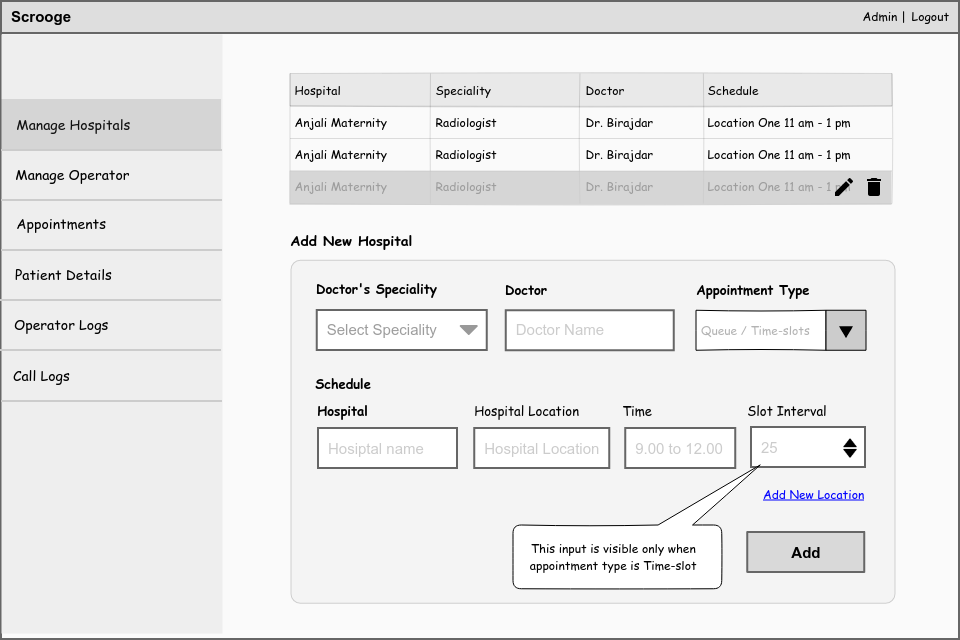 Scrooge
Admin | Logout
Manage Hospitals
Manage Operator
Appointments
Patient Details
Operator Logs
Call Logs
Hospital Speciality Doctor Schedule
Anjali Maternity Radiologist Dr. Birajdar Location One 11 am - 1 pm
Anjali Maternity Radiologist Dr. Birajdar Location One 11 am - 1 pm
Anjali Maternity Radiologist Dr. Birajdar Location One 11 am - 1 pm
Add New Hospital
Doctor's Speciality Doctor Appointment Type
Select Speciality Doctor Name Queue / Time-slots
Schedule
Hospital Hospital Location Time Slot Interval
Hosiptal name Hospital Location 9.00 to 12.00 25
Add New Location
This input is visible only when
appointment type is Time-slot
Add